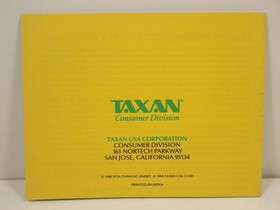 TAXAN
Consumer Division
TAXAN USA CORPORATION
CONSUMER DIVISION
161 NORTECH PARKWAY
SAN JOSE, CALIFORNIA 95134
PRINTED IN JAPAN